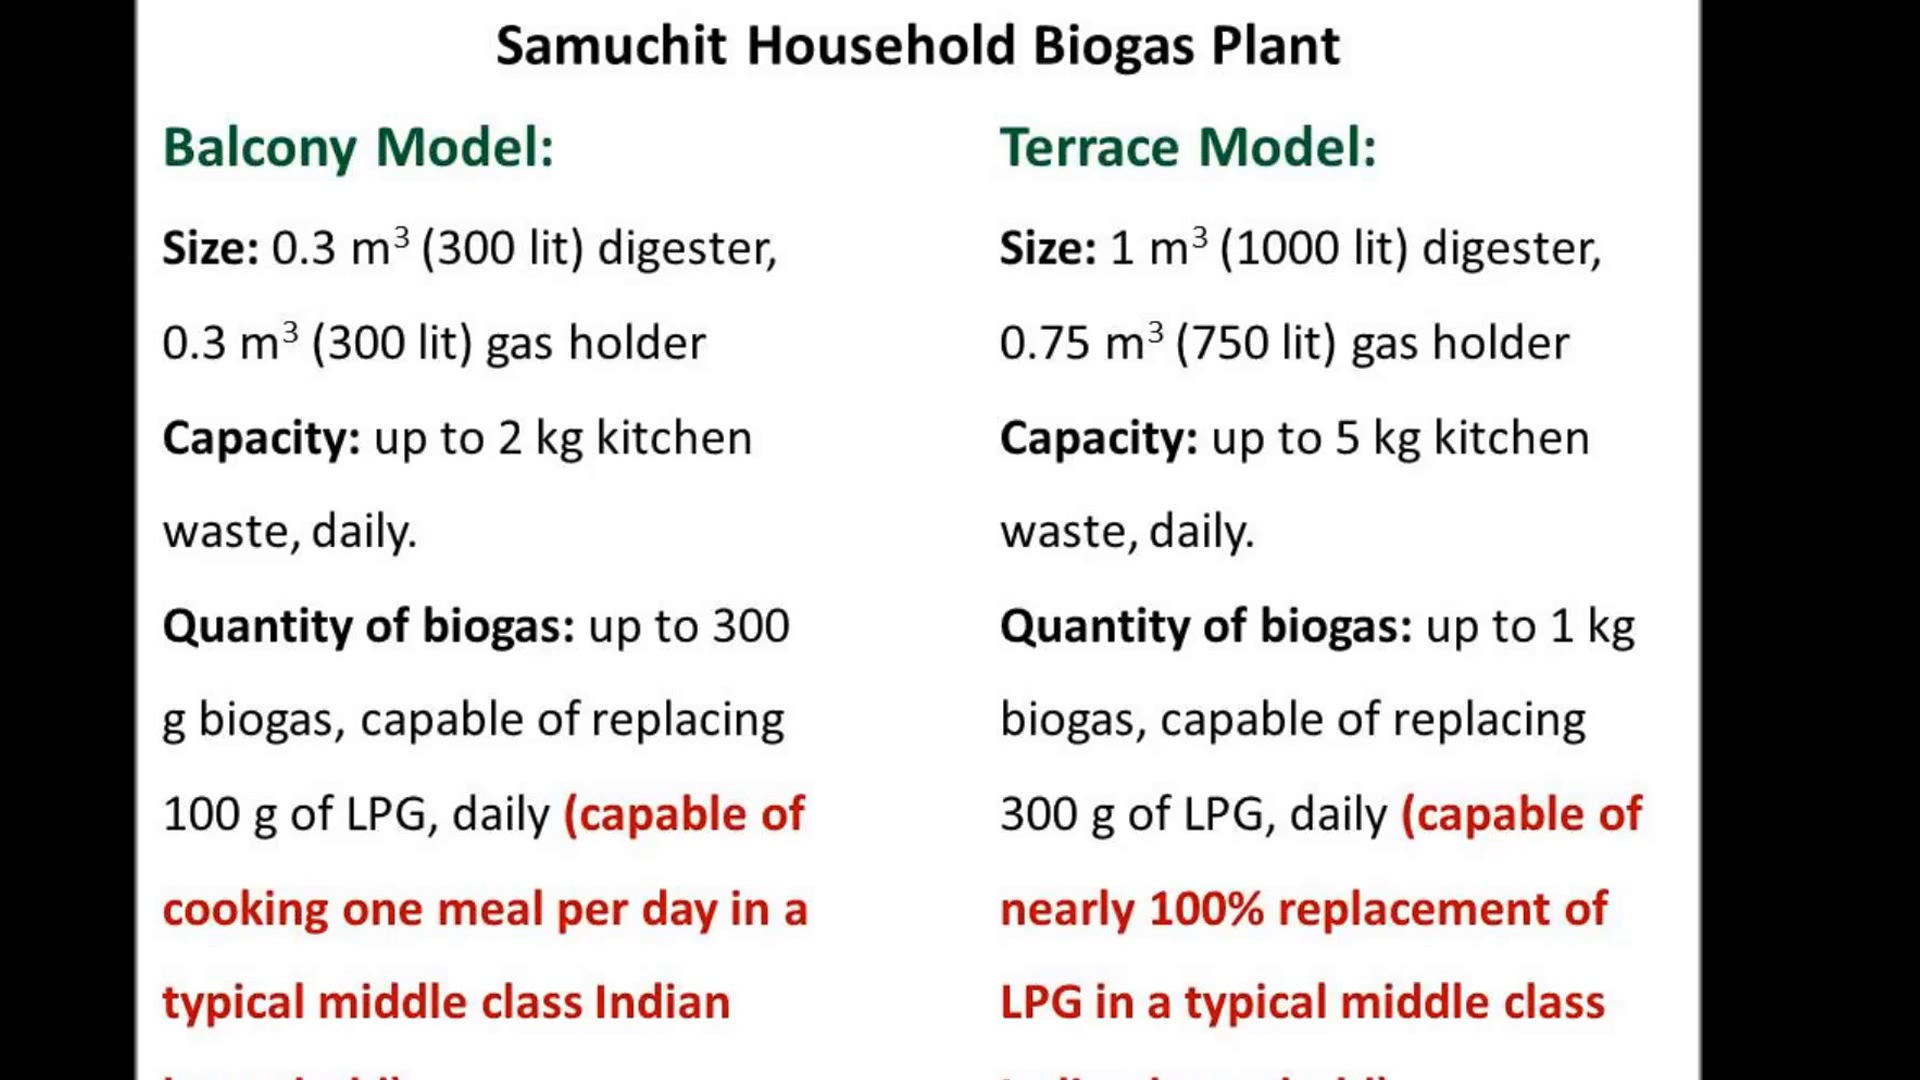 Samuchit Household Biogas Plant
Balcony Model:
Size: 0.3 m³ (300 lit) digester,
0.3 m³ (300 lit) gas holder
Capacity: up to 2 kg kitchen
waste, daily.
Quantity of biogas: up to 300
g biogas, capable of replacing
100 g of LPG, daily (capable of
cooking one meal per day in a
typical middle class Indian
Terrace Model:
Size: 1 m³ (1000 lit) digester,
0.75 m³ (750 lit) gas holder
Capacity: up to 5 kg kitchen
waste, daily.
Quantity of biogas: up to 1 kg
biogas, capable of replacing
300 g of LPG, daily (capable of
nearly 100% replacement of
LPG in a typical middle class